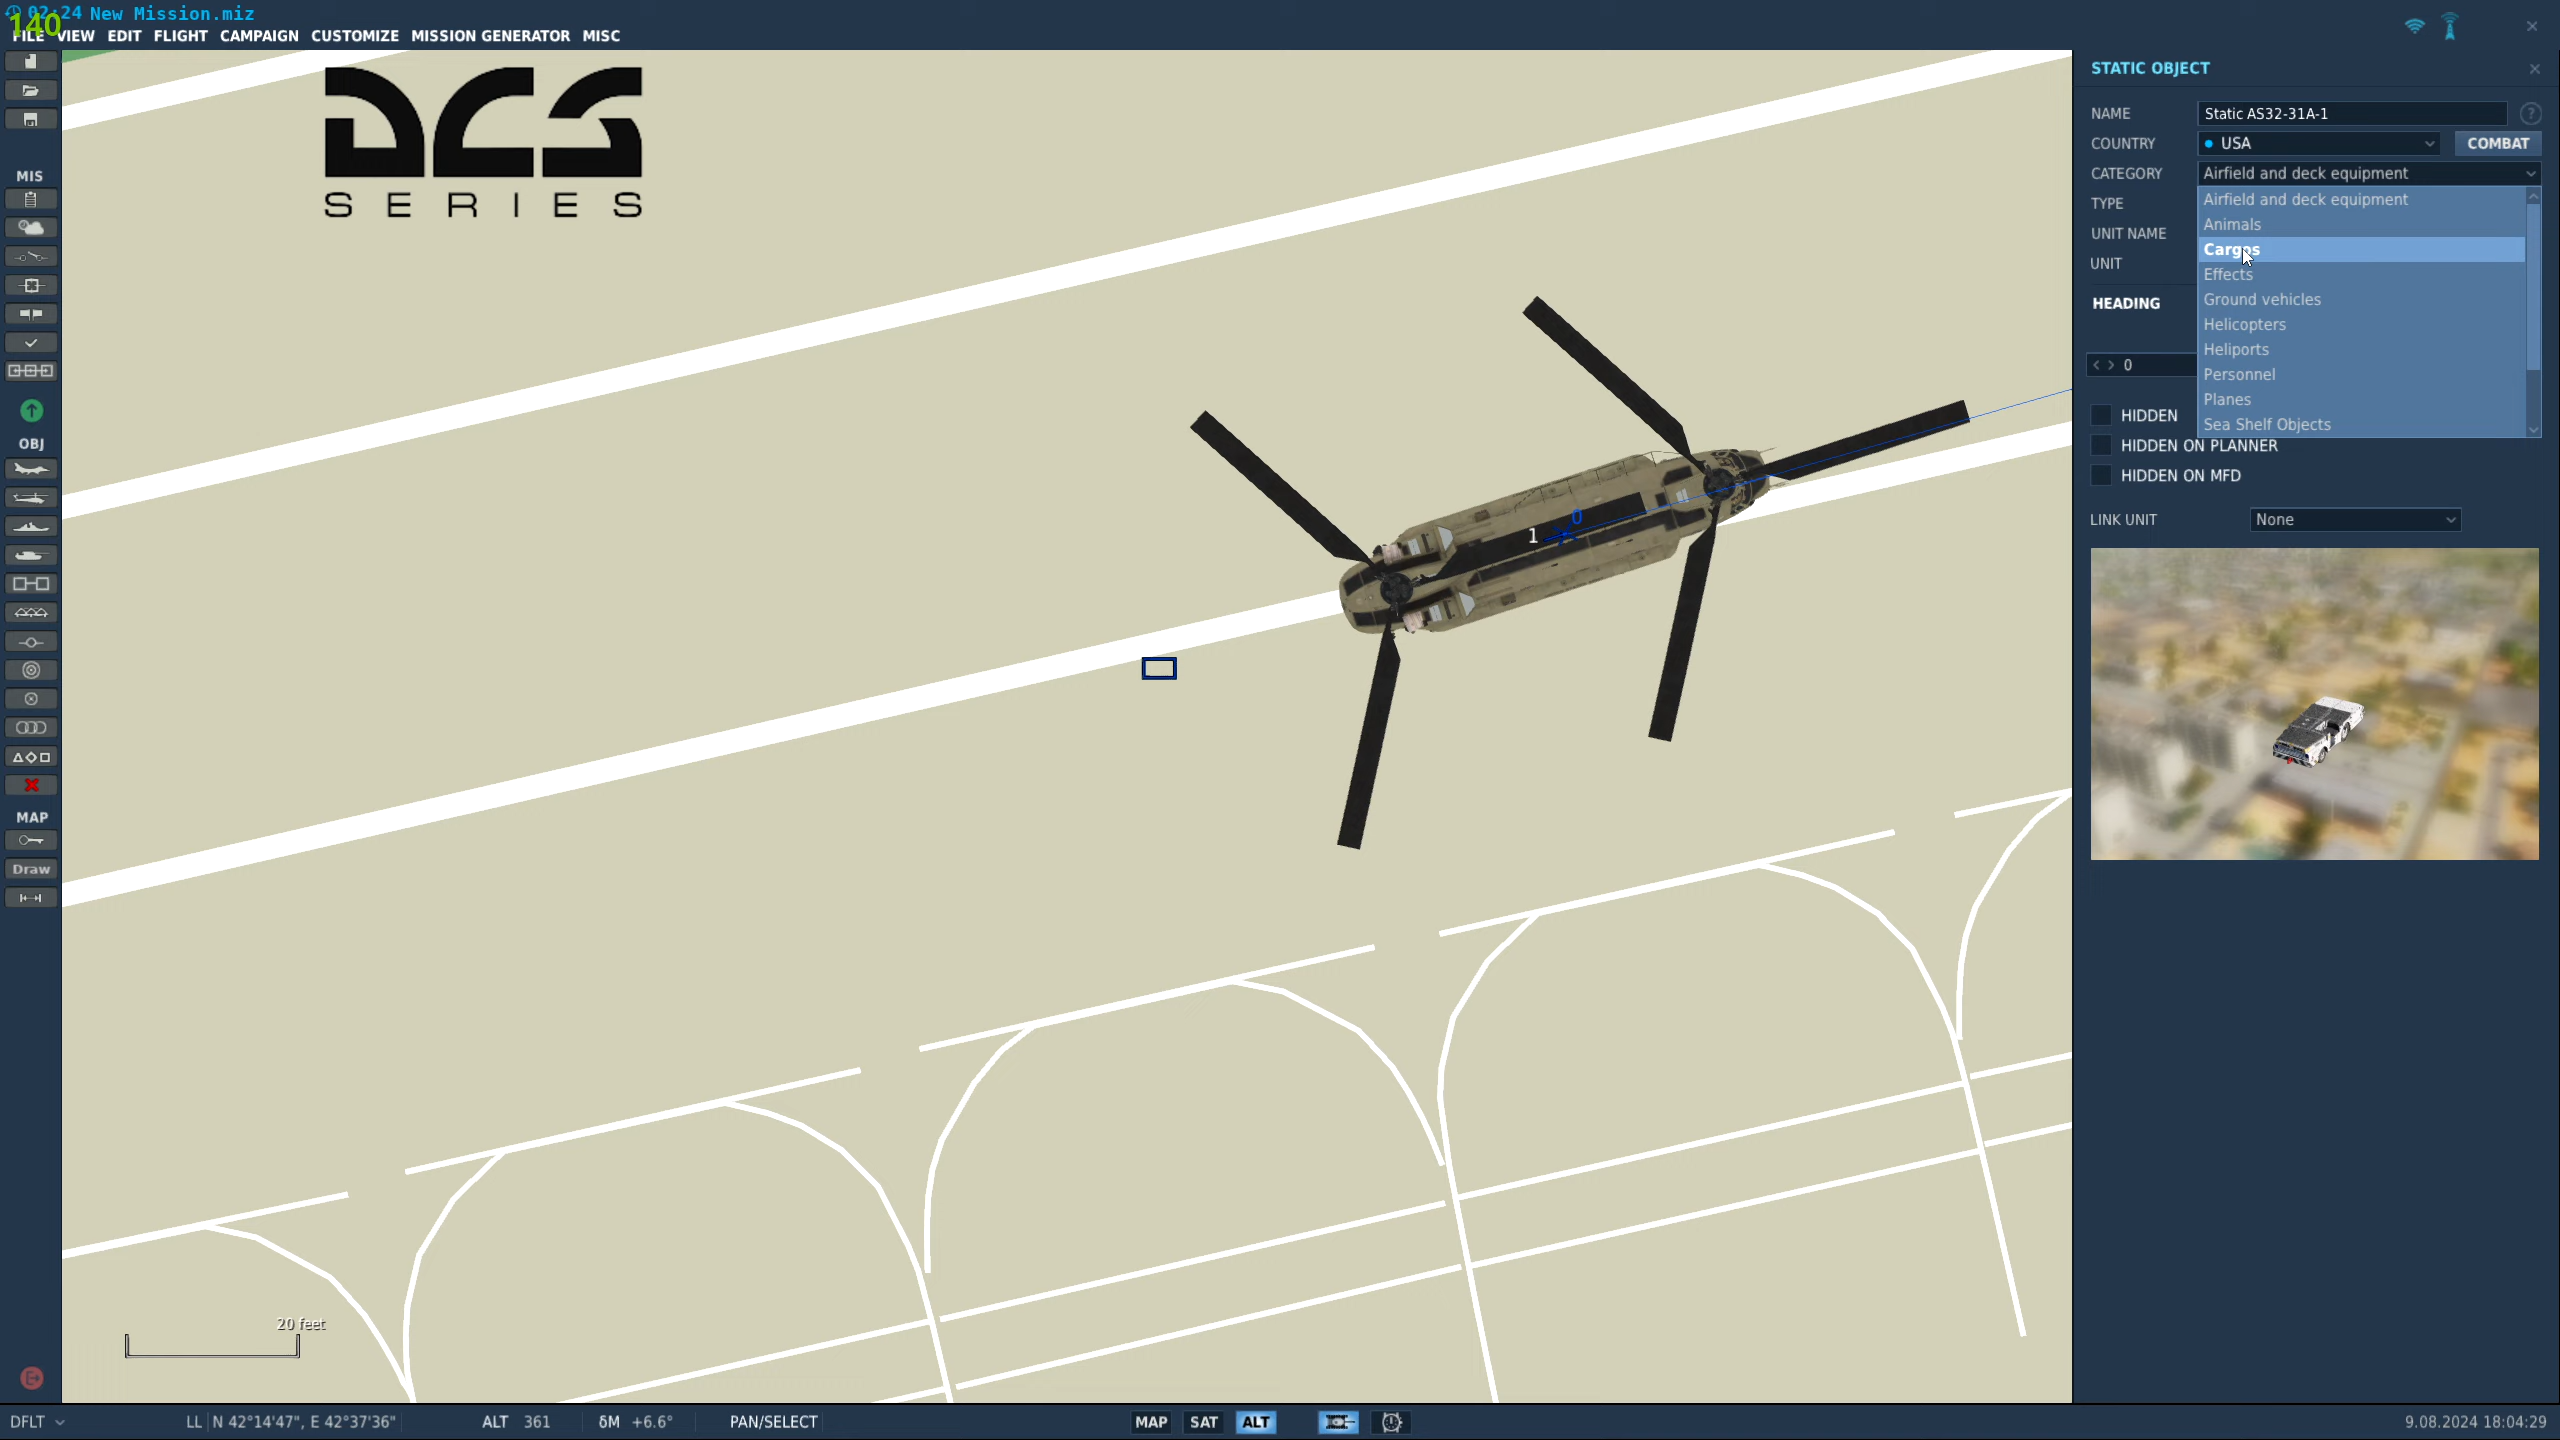 02:24 New Mission.miz
140
FILE VIEW EDIT FLIGHT CAMPAIGN CUSTOMIZE MISSION GENERATOR MISC
DCS
SERIES
MIS
OBJ
MAP
Draw
1
0
20 feet
STATIC OBJECT
NAME Static AS32-31A-1 ?
COUNTRY USA COMBAT
CATEGORY Airfield and deck equipment
TYPE
UNIT NAME
UNIT
Airfield and deck equipment
Animals
Cargos
Effects
Ground vehicles
Helicopters
Heliports
Personnel
Planes
Sea Shelf Objects
HEADING
0
HIDDEN
HIDDEN ON PLANNER
HIDDEN ON MFD
LINK UNIT None
DFLT LL N 42°14'47", E 42°37'36" ALT 361 δM +6.6° PAN/SELECT MAP SAT ALT 9.08.2024 18:04:29